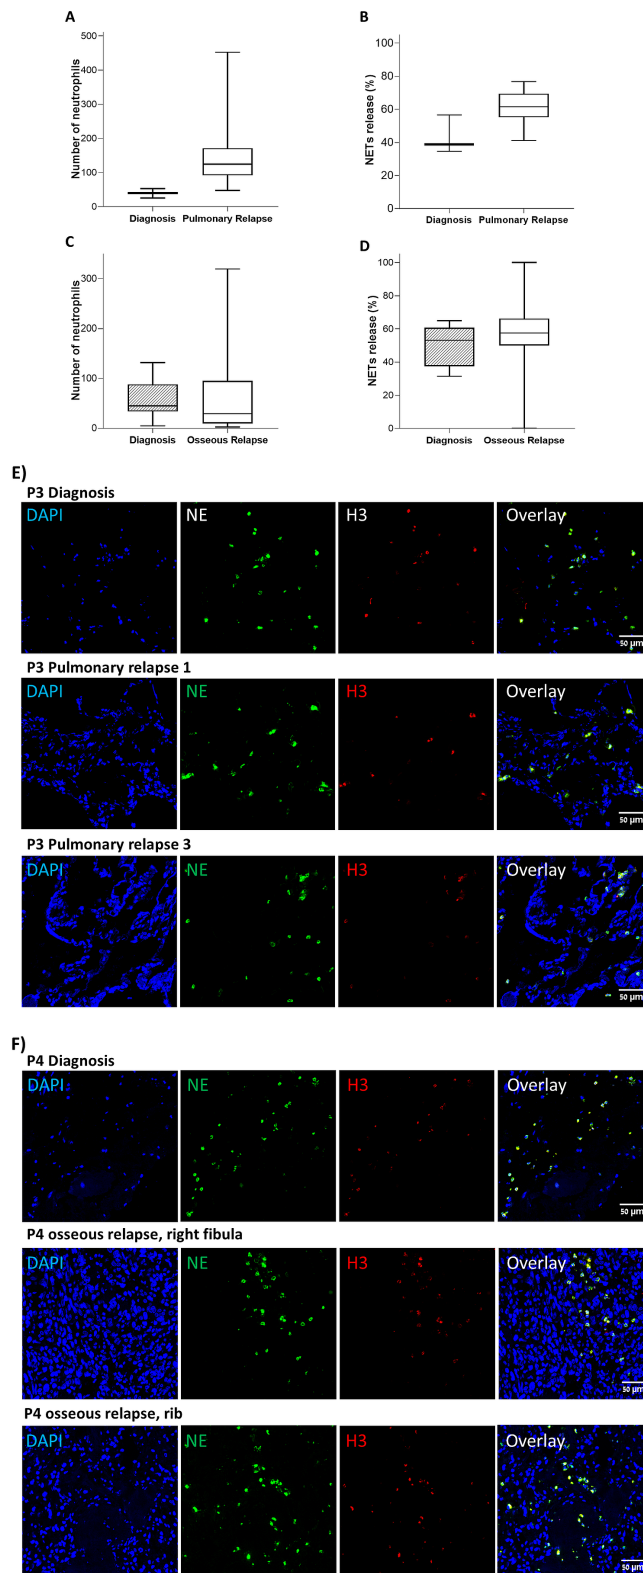 A
B
Number of neutrophils
500
400
300
200
100
0
Diagnosis Pulmonary Relapse
NETs release (%)
100
80
60
40
20
0
Diagnosis Pulmonary Relapse
C
D
Number of neutrophils
300
200
100
0
Diagnosis Osseous Relapse
NETs release (%)
100
80
60
40
20
0
Diagnosis Osseous Relapse
E)
P3 Diagnosis
DAPI NE H3 Overlay
50 µm
P3 Pulmonary relapse 1
DAPI NE H3 Overlay
50 µm
P3 Pulmonary relapse 3
DAPI NE H3 Overlay
50 µm
F)
P4 Diagnosis
DAPI NE H3 Overlay
50 µm
P4 osseous relapse, right fibula
DAPI NE H3 Overlay
50 µm
P4 osseous relapse, rib
DAPI NE H3 Overlay
50 µm